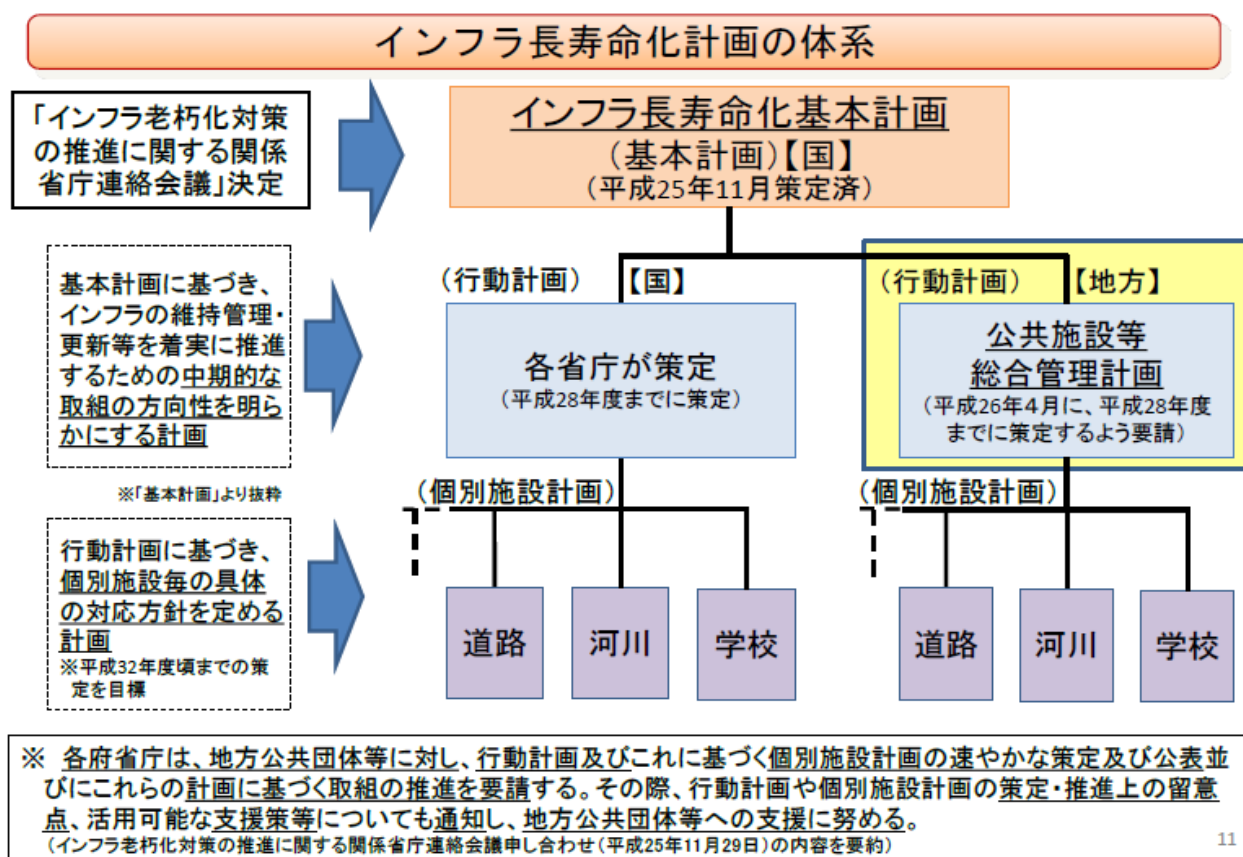 インフラ長寿命化計画の体系
「インフラ老朽化対策
の推進に関する関係
省庁連絡会議」決定
インフラ長寿命化基本計画
(基本計画)【国】
(平成25年11月策定済)
基本計画に基づき、
インフラの維持管理・
更新等を着実に推進
するための中期的な
取組の方向性を明ら
かにする計画
※「基本計画」より抜粋
(行動計画) 【国】
各省庁が策定
(平成28年度までに策定)
(行動計画) 【地方】
公共施設等
総合管理計画
(平成26年4月に、平成28年度
までに策定するよう要請)
行動計画に基づき、
個別施設毎の具体
の対応方針を定める
計画
※平成32年度頃までの策
定を目標
(個別施設計画)
道路 河川 学校
(個別施設計画)
道路 河川 学校
※ 各府省庁は、地方公共団体等に対し、行動計画及びこれに基づく個別施設計画の速やかな策定及び公表並
びにこれらの計画に基づく取組の推進を要請する。その際、行動計画や個別施設計画の策定・推進上の留意
点、活用可能な支援策等についても通知し、地方公共団体等への支援に努める。
(インフラ老朽化対策の推進に関する関係省庁連絡会議申し合わせ(平成25年11月29日)の内容を要約)
11